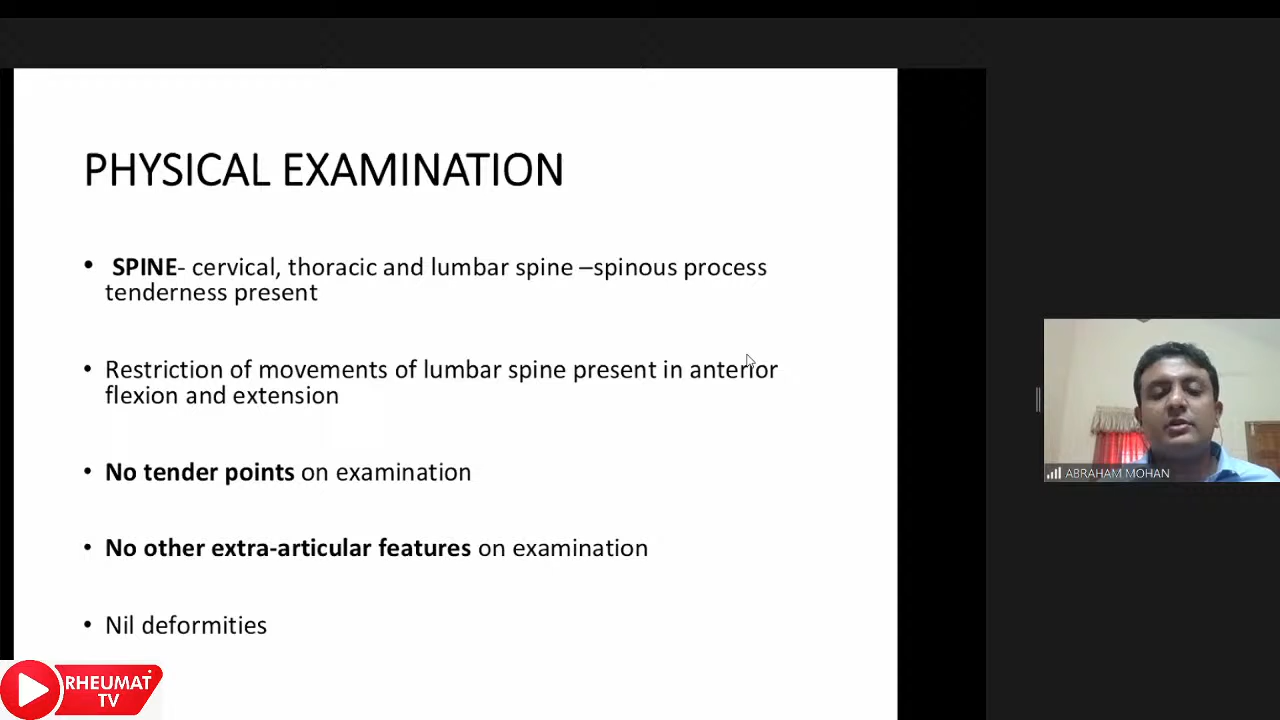 PHYSICAL EXAMINATION
• SPINE- cervical, thoracic and lumbar spine –spinous process
tenderness present
• Restriction of movements of lumbar spine present in anterior
flexion and extension
• No tender points on examination
• No other extra-articular features on examination
• Nil deformities
ABRAHAM MOHAN
RHEUMAT
TV